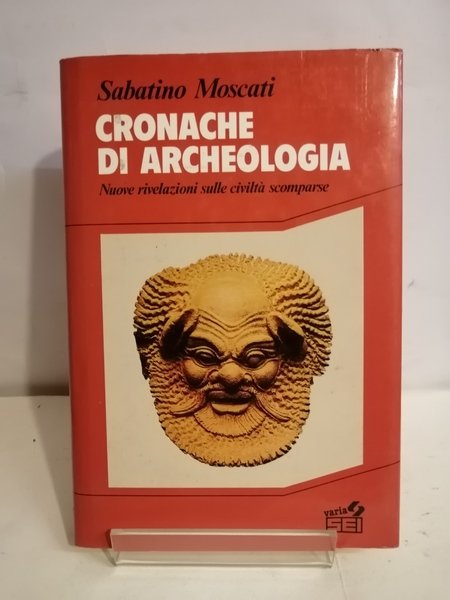 Sabatino Moscati
CRONACHE
DI ARCHEOLOGIA
Nuove rivelazioni sulle civiltà scomparse
varia
SEI